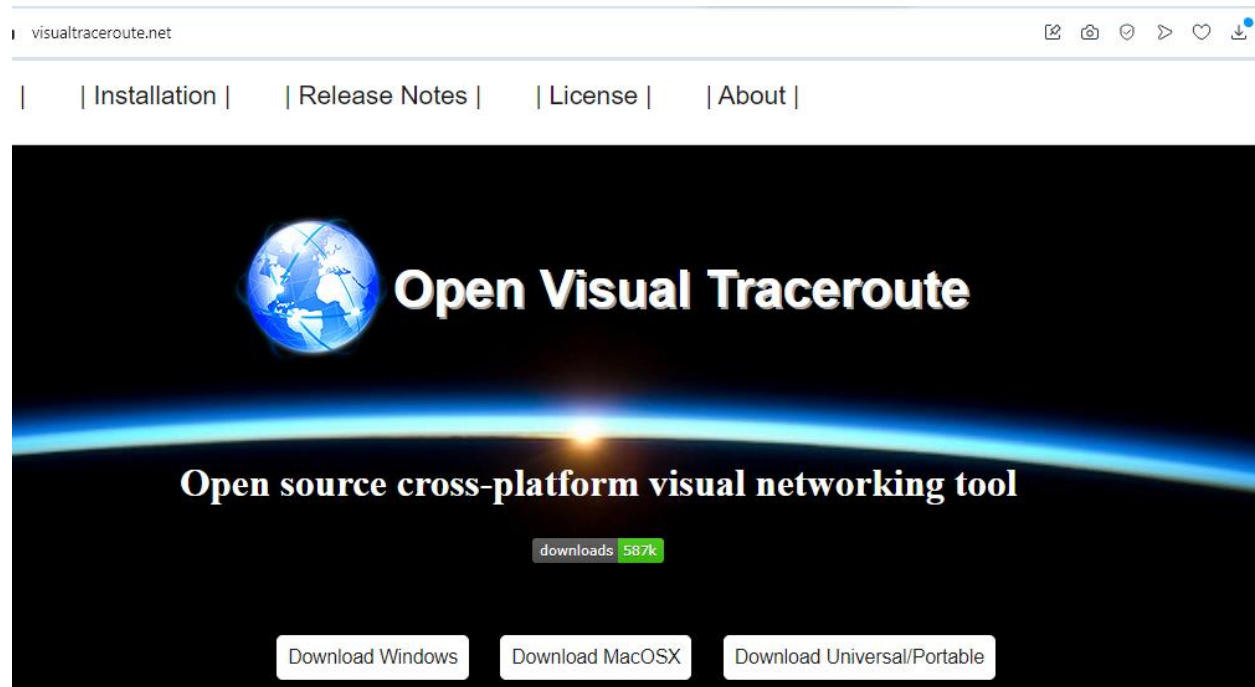 visualtraceroute.net
| | Installation | | Release Notes | | License | | About |
Open Visual Traceroute
Open source cross-platform visual networking tool
downloads 587k
Download Windows Download MacOSX Download Universal/Portable